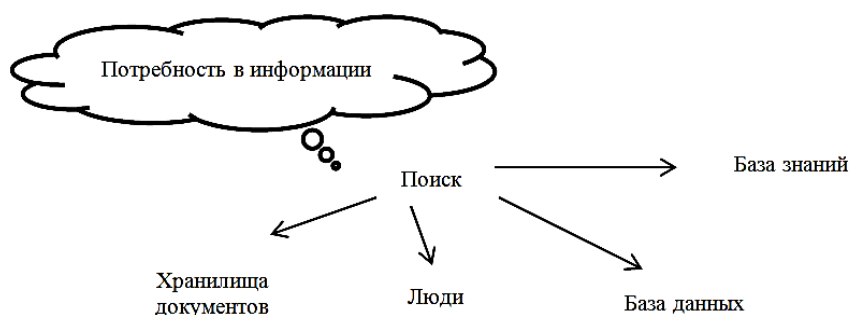 Потребность в информации
Поиск
База знаний
Хранилища
документов
Люди
База данных